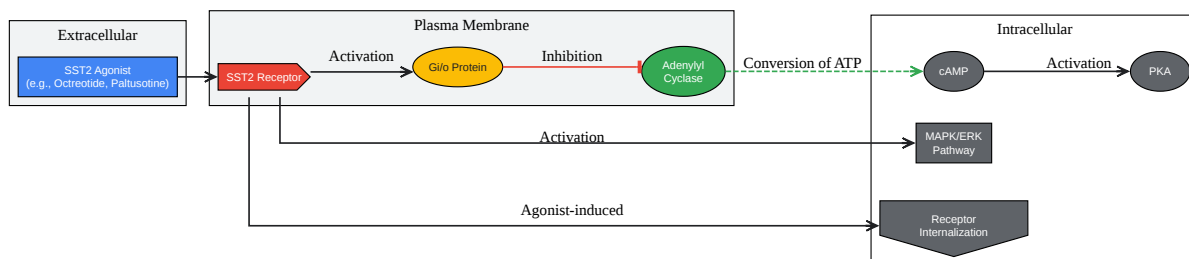 Extracellular
SST2 Agonist
(e.g., Octreotide, Paltusotine)
Plasma Membrane
SST2 Receptor
Activation
Gi/o Protein
Inhibition
Adenylyl
Cyclase
Conversion of ATP
Intracellular
cAMP
Activation
PKA
Activation
MAPK/ERK
Pathway
Agonist-induced
Receptor
Internalization